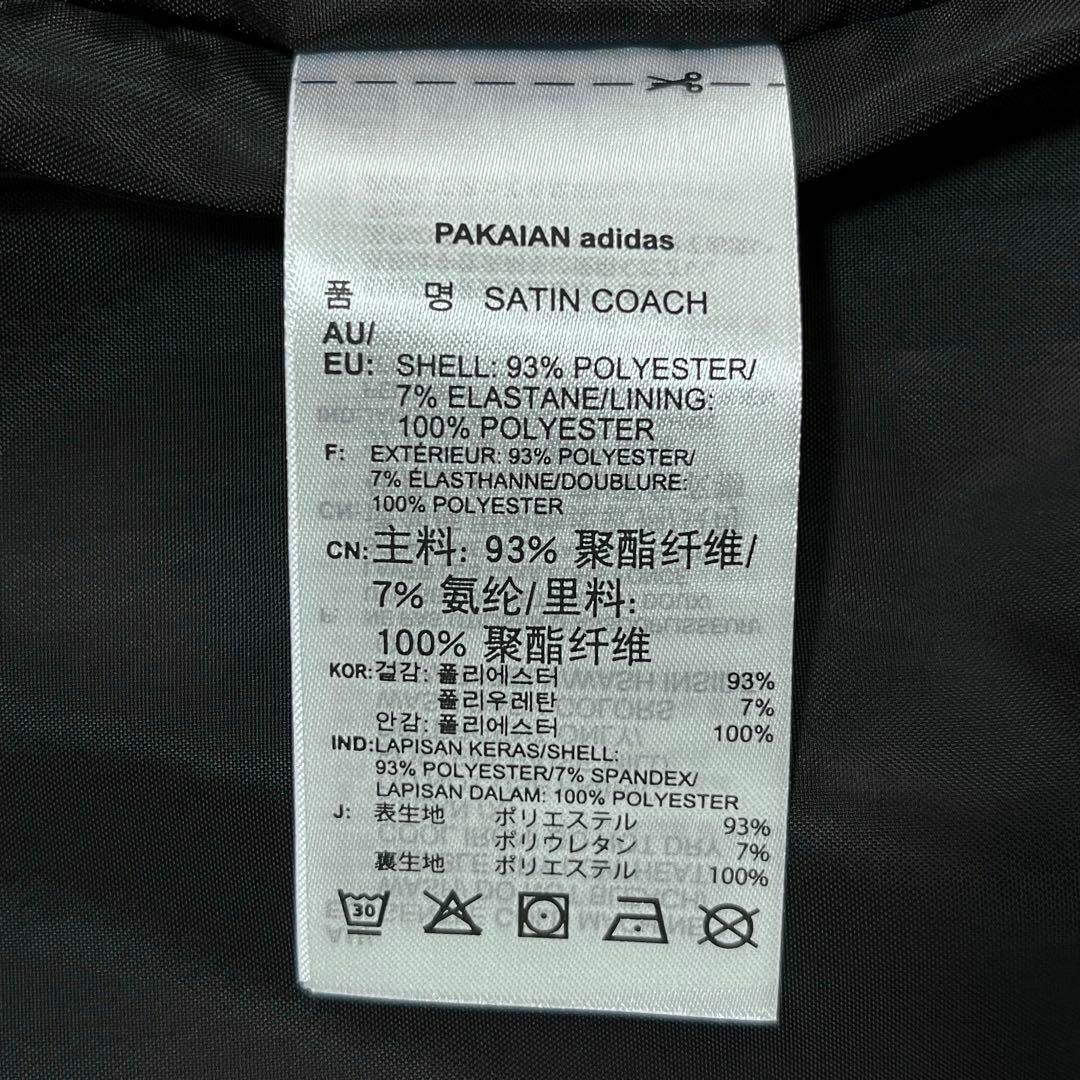 PAKAIAN adidas
품 명 SATIN COACH
AU/
EU: SHELL: 93% POLYESTER/
7% ELASTANE/LINING:
100% POLYESTER
F: EXTÉRIEUR: 93% POLYESTER/
7% ÉLASTHANNE/DOUBLURE:
100% POLYESTER
CN: 主料: 93% 聚酯纤维/
7% 氨纶/里料:
100% 聚酯纤维
KOR: 겉감: 폴리에스터 93%
폴리우레탄 7%
안감: 폴리에스터 100%
IND: LAPISAN KERAS/SHELL:
93% POLYESTER/7% SPANDEX/
LAPISAN DALAM: 100% POLYESTER
J: 表生地 ポリエステル 93%
ポリウレタン 7%
裏生地 ポリエステル 100%
30